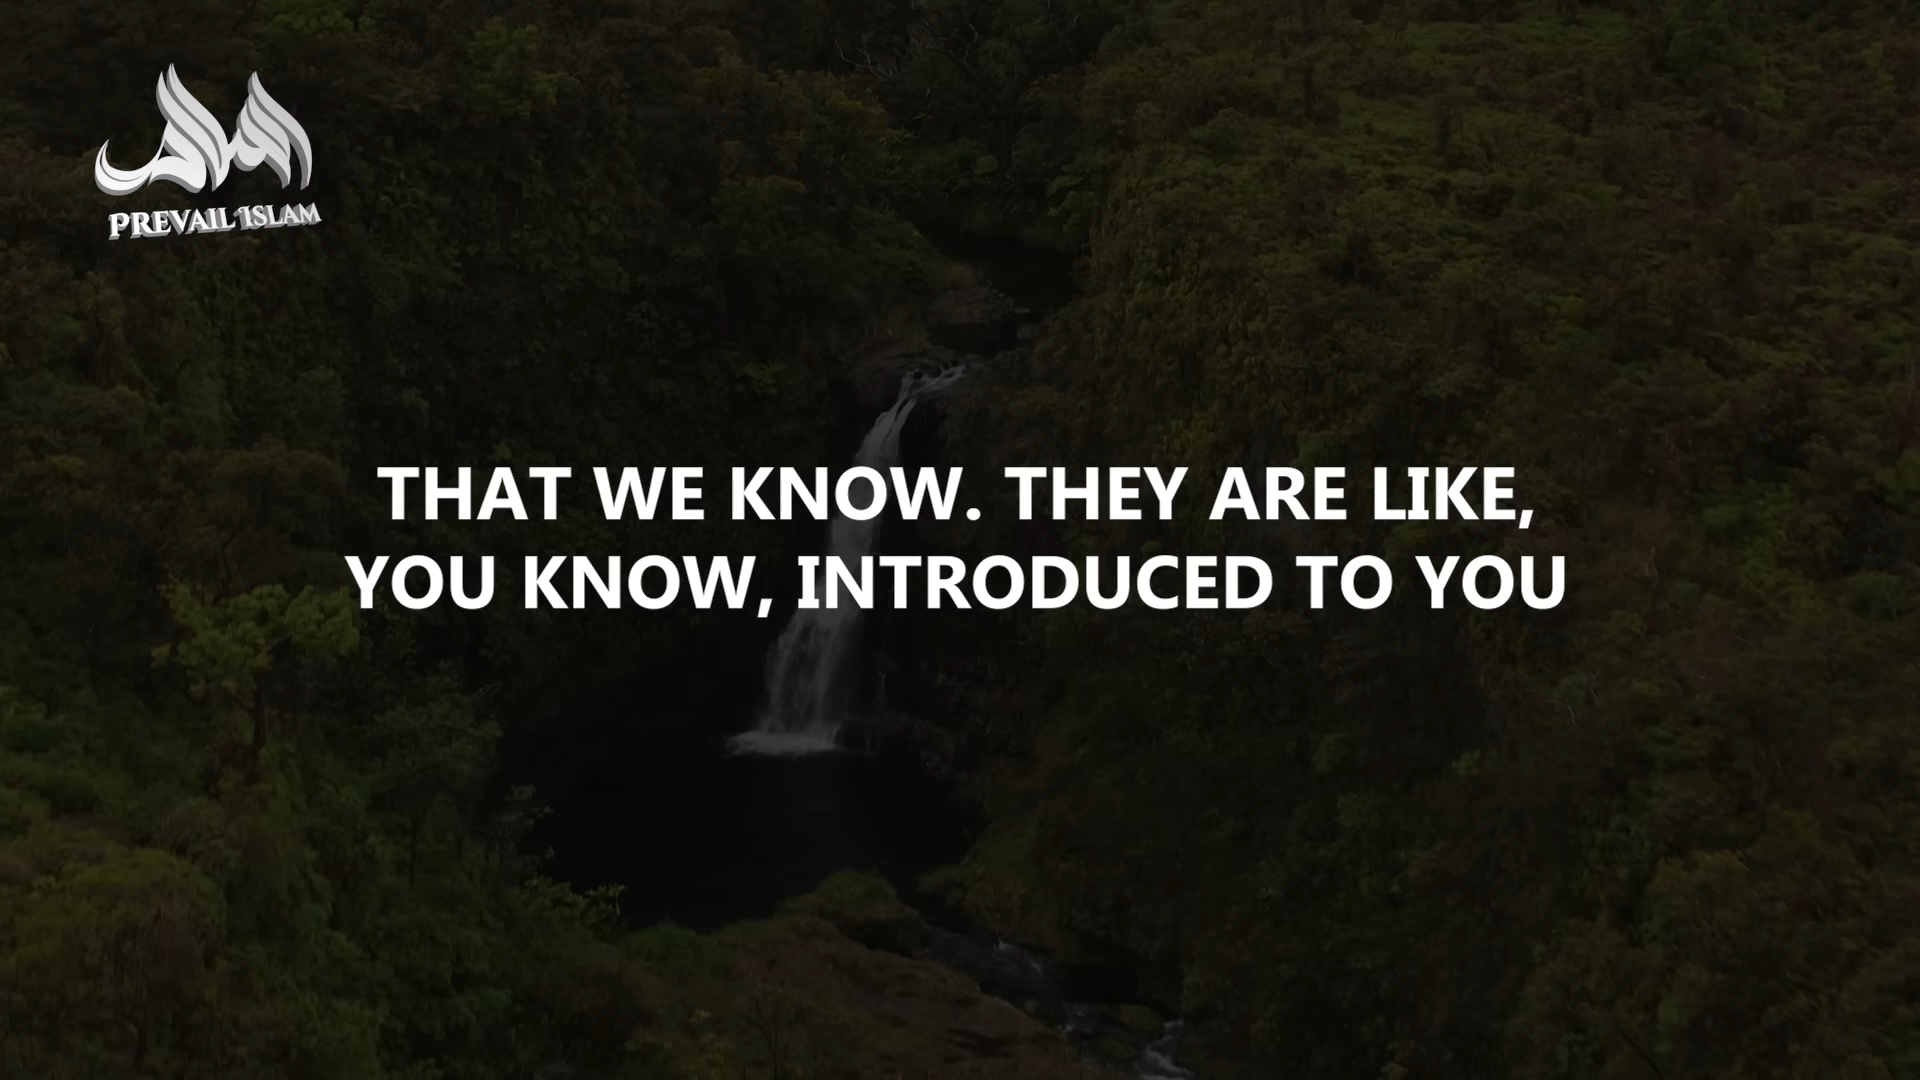 PREVAIL ISLAM
THAT WE KNOW. THEY ARE LIKE,
YOU KNOW, INTRODUCED TO YOU